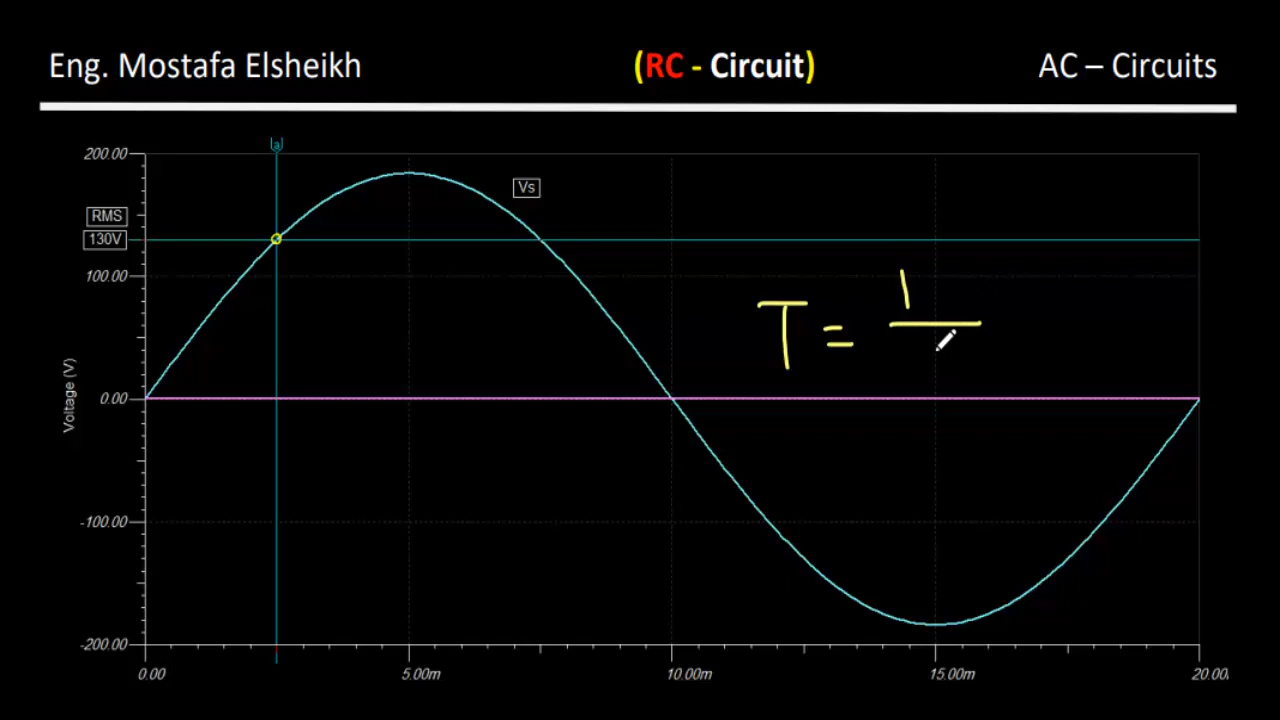 Eng. Mostafa Elsheikh (RC - Circuit) AC – Circuits
a
200.00
Vs
RMS
130V
100.00
T = 1
Voltage (V)
0.00
-100.00
-200.00
0.00 5.00m 10.00m 15.00m 20.00